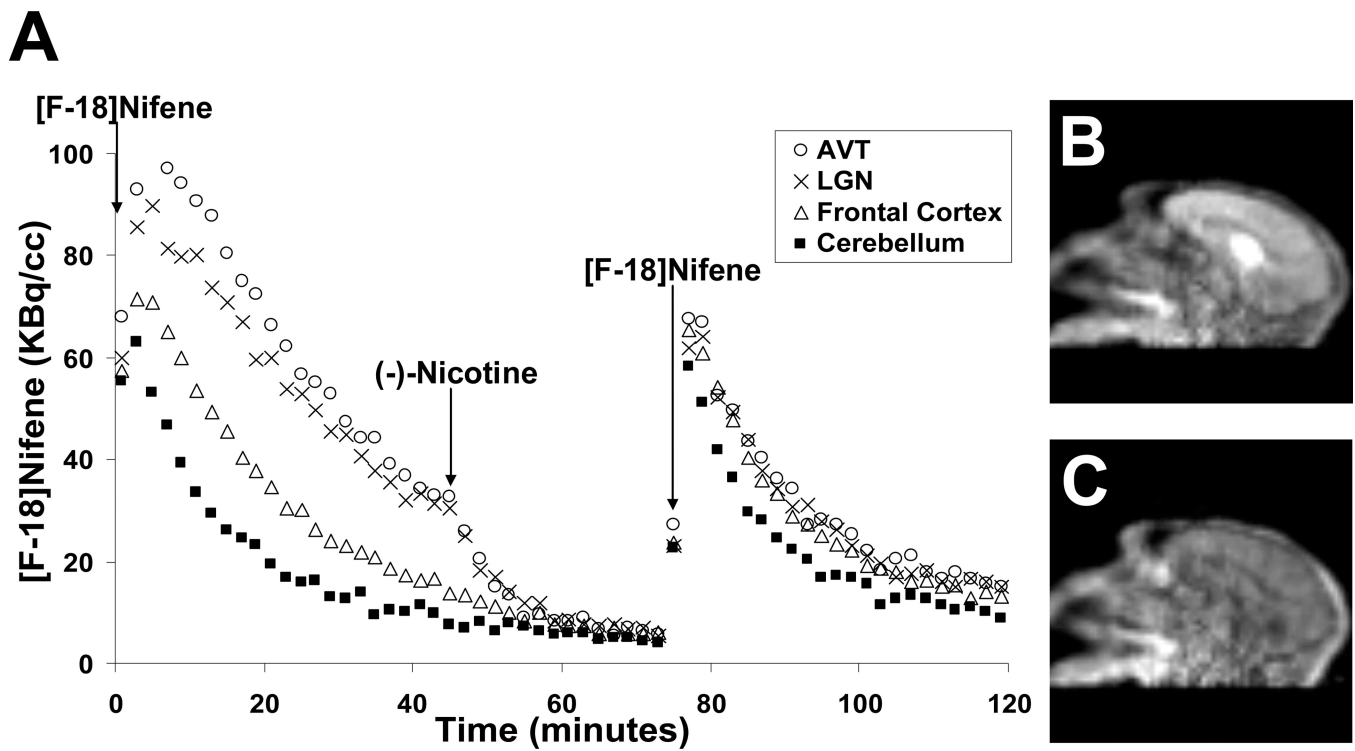 A
[F-18]Nifene
[F-18]Nifene (KBq/cc)
100
80
60
40
20
0
(-)-Nicotine
[F-18]Nifene
AVT
LGN
Frontal Cortex
Cerebellum
0 20 40 60 80 100 120
Time (minutes)
B
C